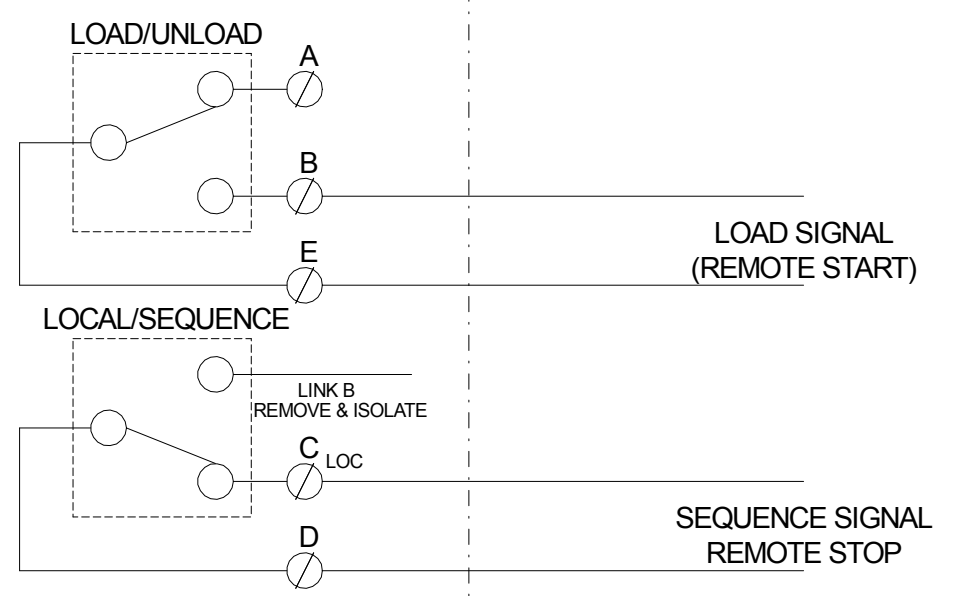 LOAD/UNLOAD
A
B
LOAD SIGNAL
(REMOTE START)
E
LOCAL/SEQUENCE
LINK B
REMOVE & ISOLATE
C
LOC
SEQUENCE SIGNAL
REMOTE STOP
D